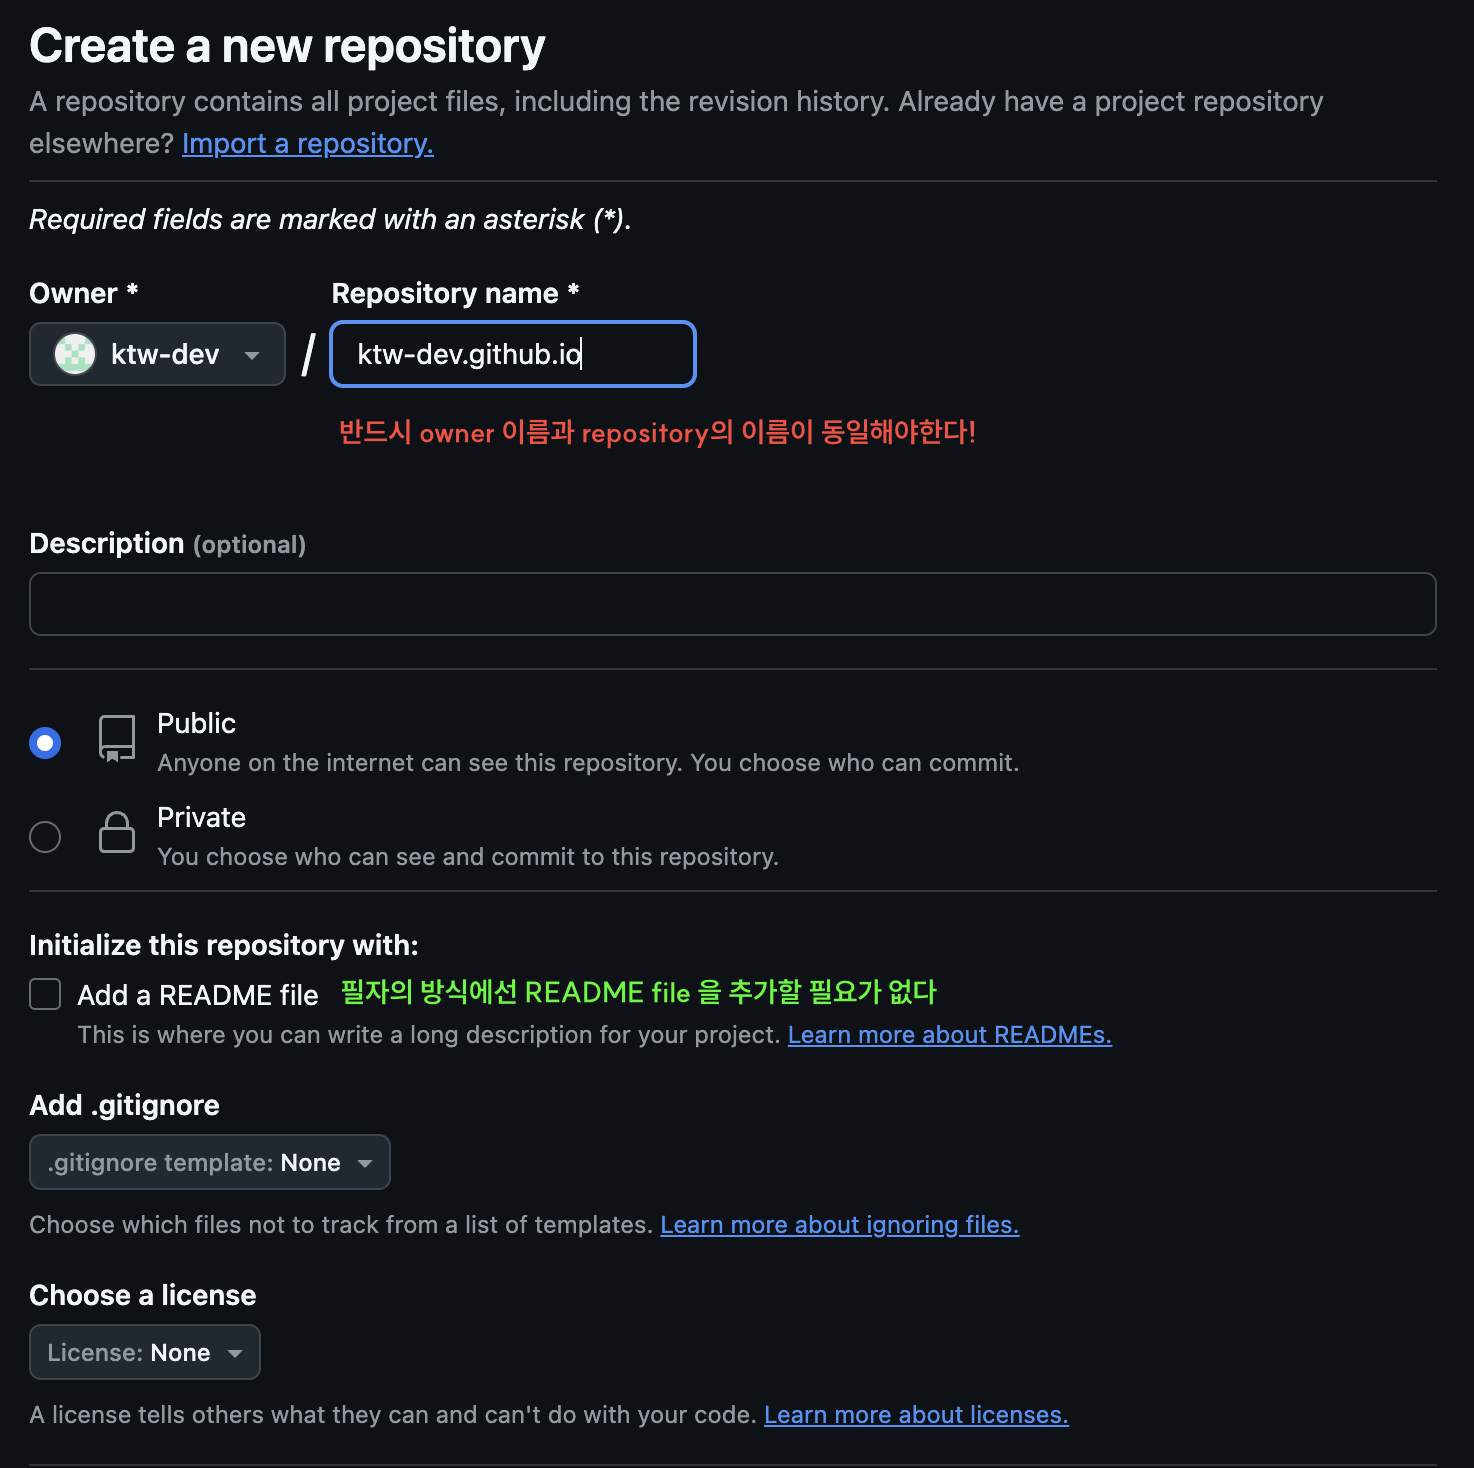 Create a new repository
A repository contains all project files, including the revision history. Already have a project repository
elsewhere? Import a repository.
Required fields are marked with an asterisk (*).
Owner * Repository name *
ktw-dev / ktw-dev.github.io
반드시 owner 이름과 repository의 이름이 동일해야한다!
Description (optional)
Public
Anyone on the internet can see this repository. You choose who can commit.
Private
You choose who can see and commit to this repository.
Initialize this repository with:
Add a README file 필자의 방식에선 README file 을 추가할 필요가 없다
This is where you can write a long description for your project. Learn more about READMEs.
Add .gitignore
.gitignore template: None
Choose which files not to track from a list of templates. Learn more about ignoring files.
Choose a license
License: None
A license tells others what they can and can't do with your code. Learn more about licenses.